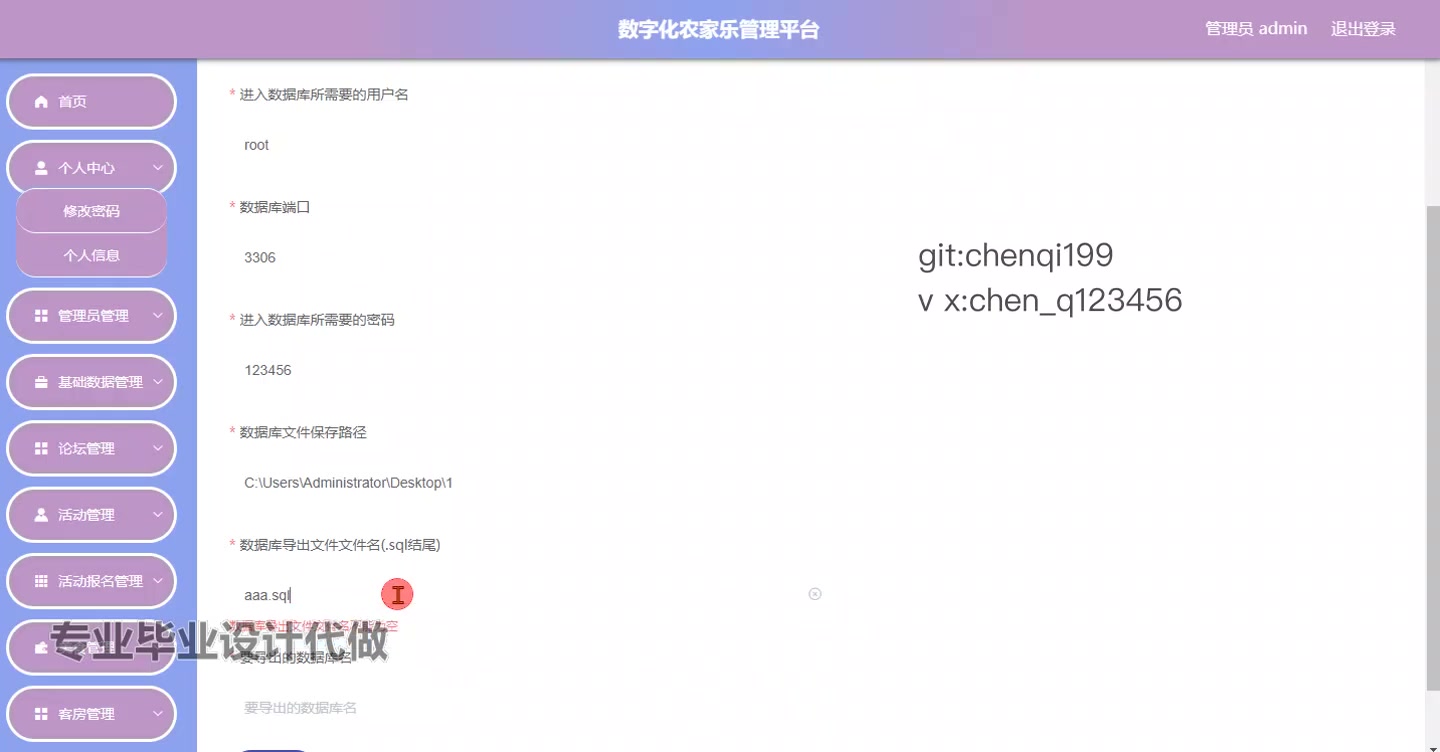 数字化农家乐管理平台
管理员 admin 退出登录
首页
个人中心
修改密码
个人信息
管理员管理
基础数据管理
论坛管理
活动管理
活动报名管理
客房管理
* 进入数据库所需要的用户名
root
* 数据库端口
3306
* 进入数据库所需要的密码
123456
* 数据库文件保存路径
C:\Users\Administrator\Desktop\1
* 数据库导出文件文件名(.sql结尾)
aaa.sql
专业毕业设计代做
要导出的数据库名
要导出的数据库名
git:chenqi199
v x:chen_q123456